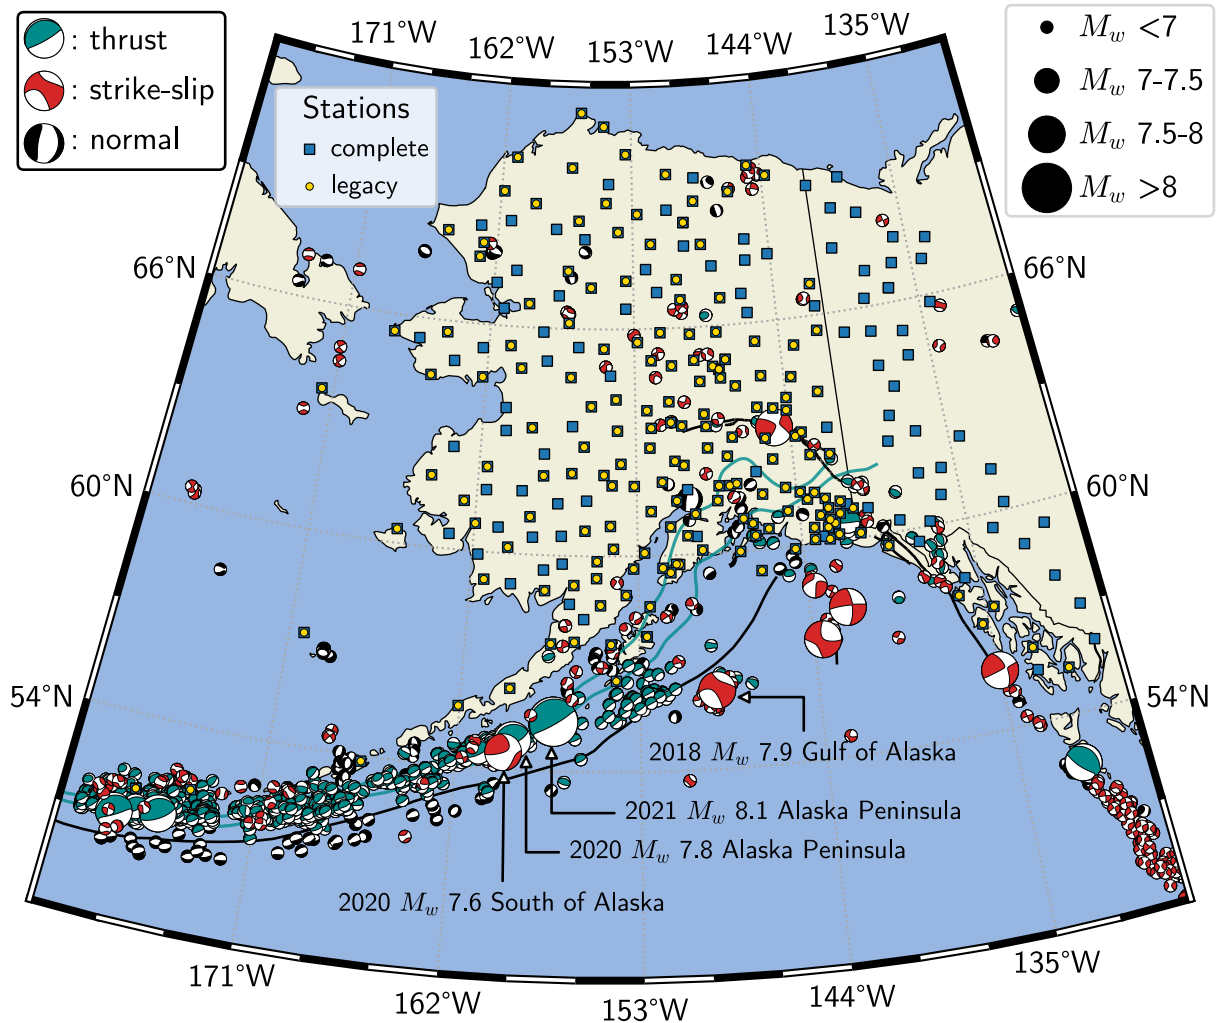 171°W
162°W
153°W
144°W
135°W
: thrust
: strike-slip
: normal
Stations
complete
legacy
Mw <7
Mw 7-7.5
Mw 7.5-8
Mw >8
66°N
66°N
60°N
60°N
54°N
54°N
2018 Mw 7.9 Gulf of Alaska
2021 Mw 8.1 Alaska Peninsula
2020 Mw 7.8 Alaska Peninsula
2020 Mw 7.6 South of Alaska
171°W
162°W
153°W
144°W
135°W